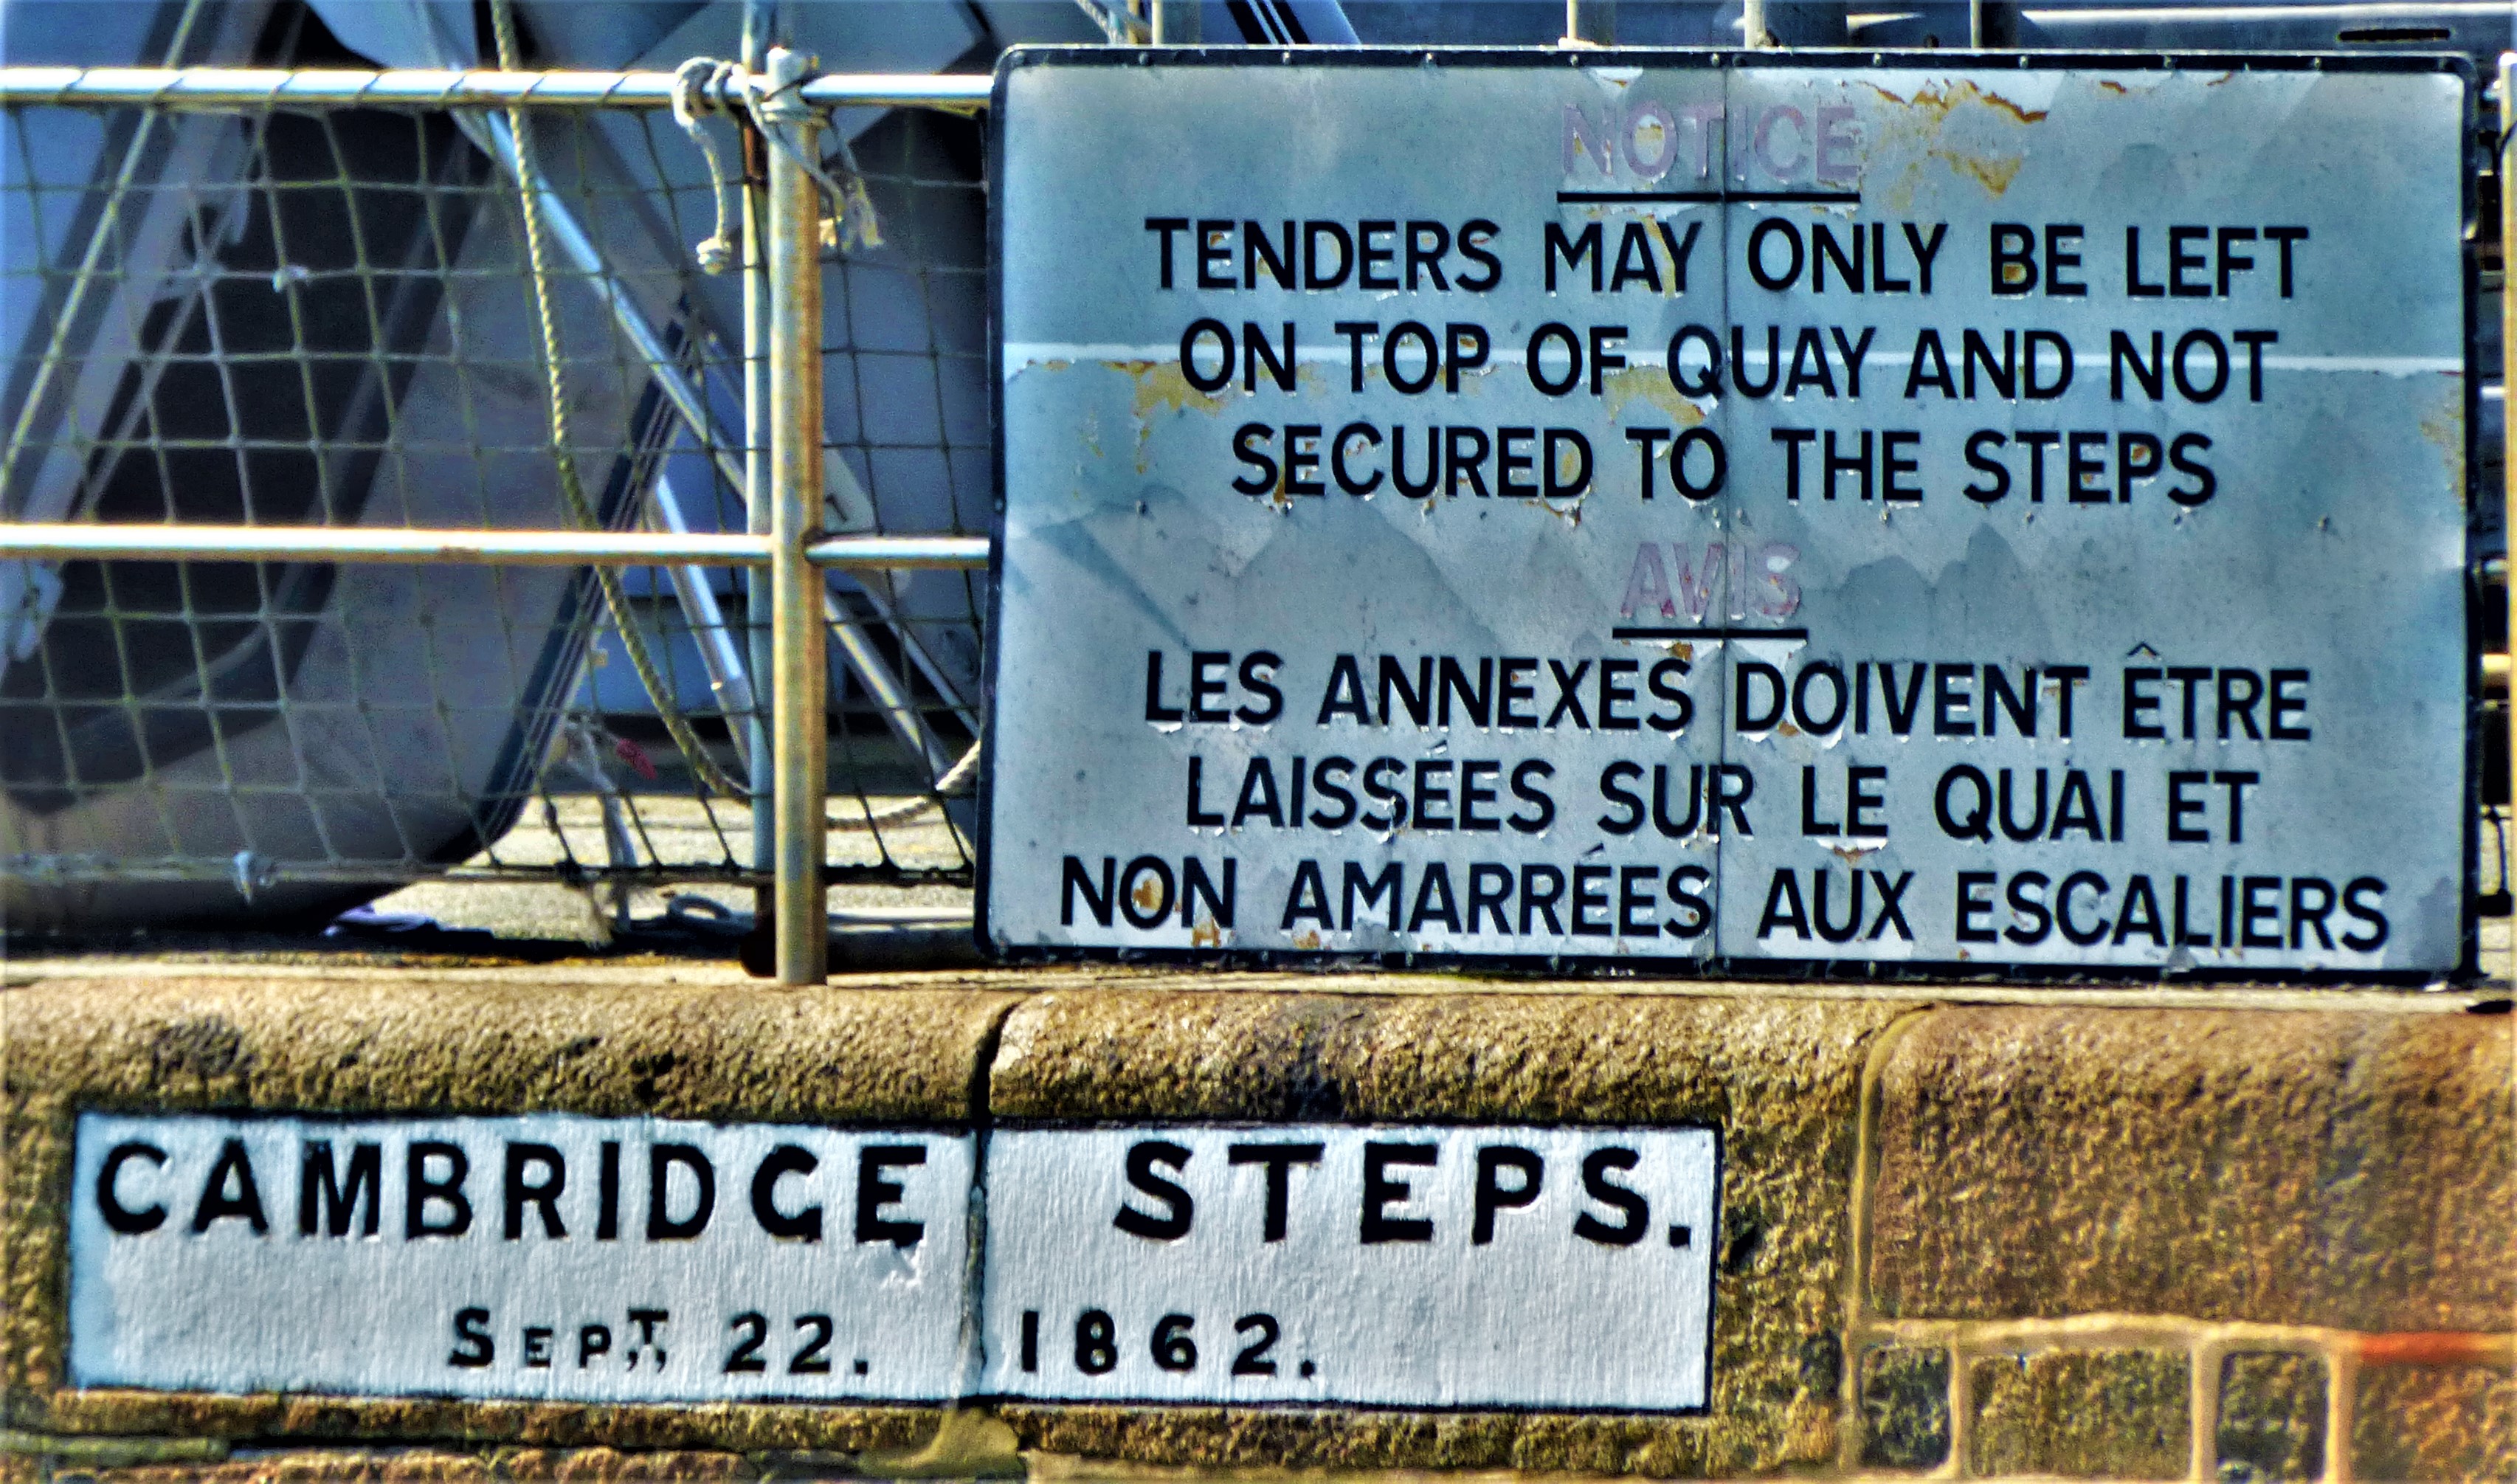 NOTICE
TENDERS MAY ONLY BE LEFT
ON TOP OF QUAY AND NOT
SECURED TO THE STEPS
AVIS
LES ANNEXES DOIVENT ÊTRE
LAISSÉES SUR LE QUAI ET
NON AMARRÉES AUX ESCALIERS
CAMBRIDGE STEPS.
SEPT. 22. 1862.